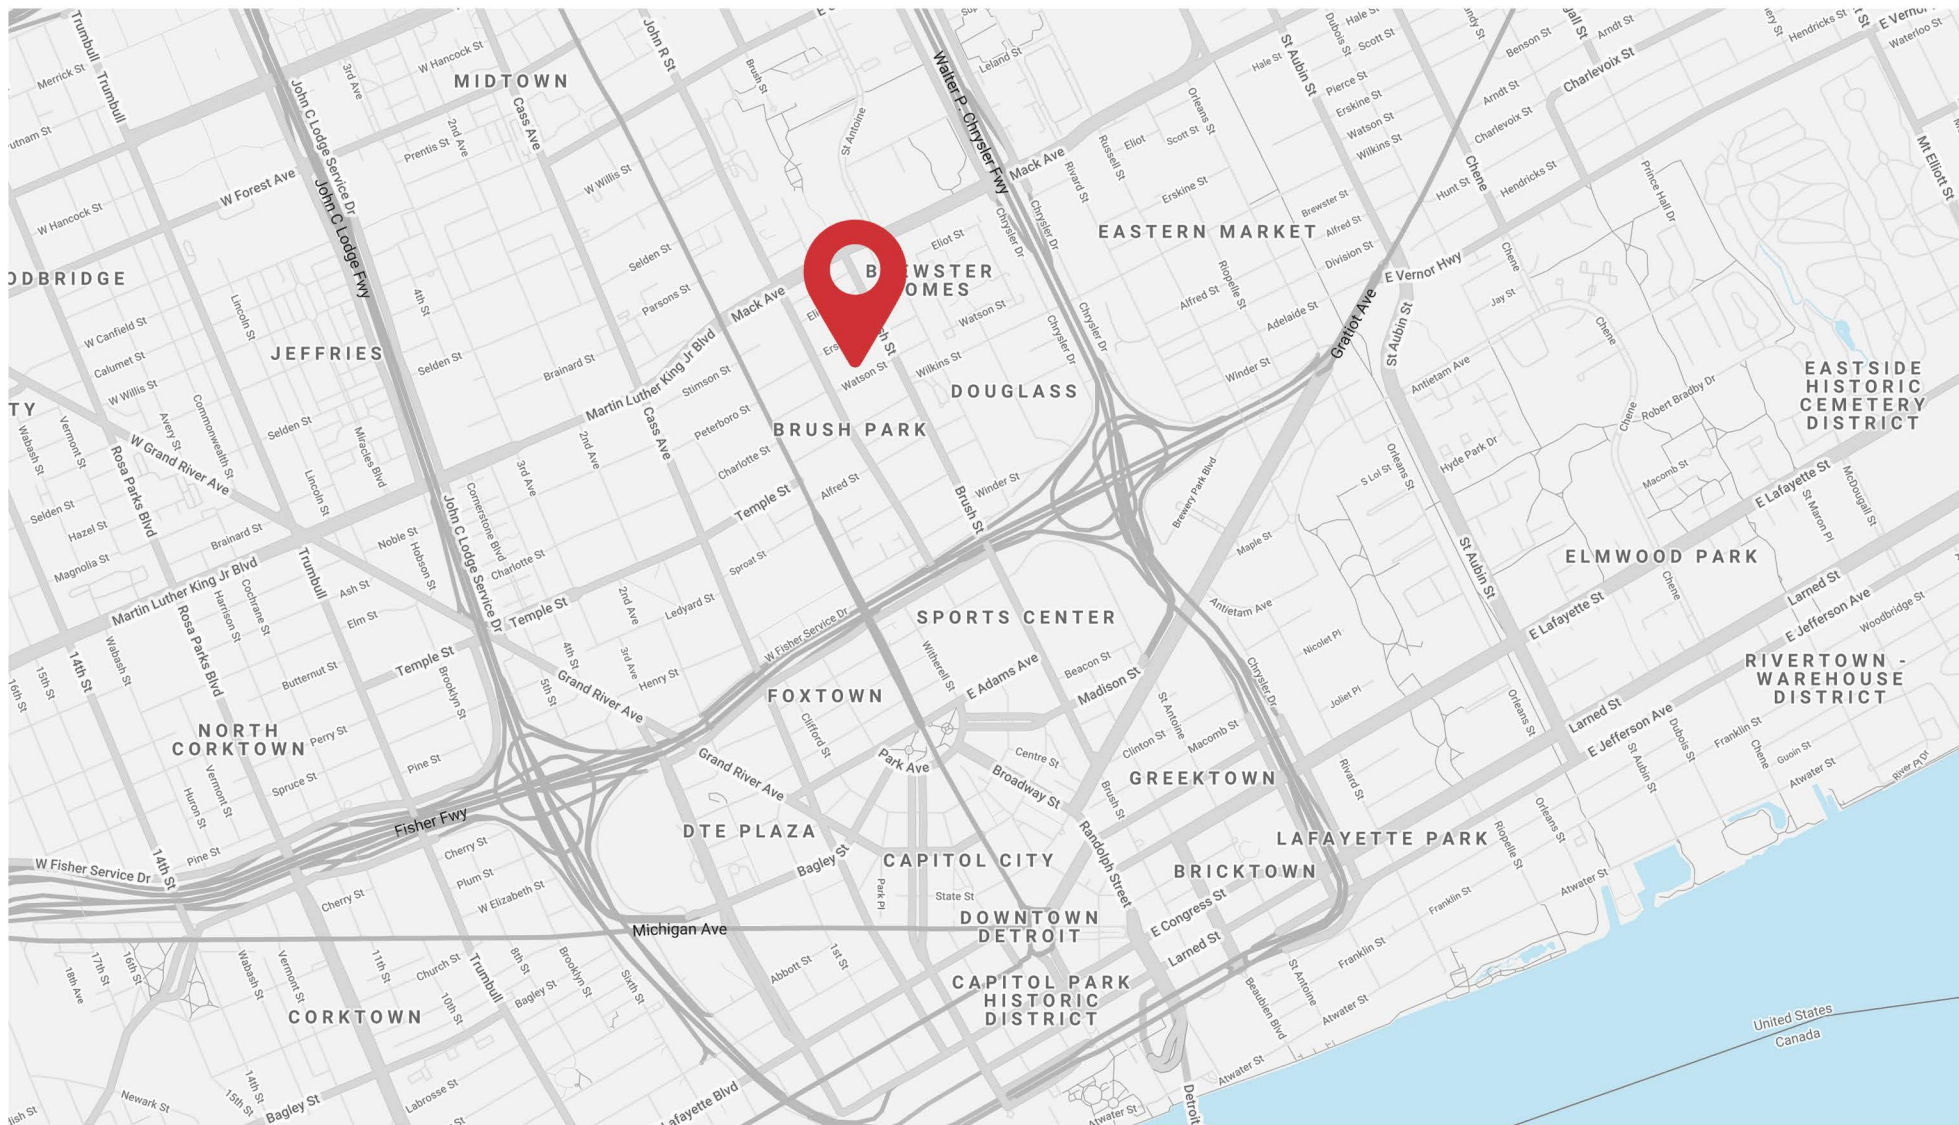 Trumbull
Trumbull
Merrick St
3rd Ave
W Hancock St
MIDTOWN
John R St
Brush St
Leland St
Walter P. Chrysler Fwy
St Aubin St
Hale St
Dubois St
Hale St
Scott St
Benson St
Arndt St
Charlevoix St
Hendricks St
Waterloo St
John C Lodge Service Dr
Prentis St
2nd Ave
Cass Ave
St Antoine
Orleans St
Pierce St
Erskine St
Watson St
Wilkins St
Arndt St
Charlevoix St
Mt Elliott St
W Forest Ave
John C Lodge Fwy
W Willis St
Mack Ave
Rivard St
Russell St
Eliot
Scott St
Erskine St
Chene
Hunt St
Hendricks St
Prince Hall Dr
W Hancock St
Chrysler Dr
Chrysler Dr
Brewster St
Alfred St
Division St
EASTERN MARKET
Eliot St
Selden St
BREWSTER
HOMES
Riopelle St
E Vernor Hwy
Chene
4th St
Lincoln St
Parsons St
Mack Ave
Watson St
Alfred St
Adelaide St
Gratiot Ave
St Aubin St
Jay St
Chene
W Canfield St
Calumet St
W Willis St
JEFFRIES
Selden St
Brainard St
Martin Luther King Jr Blvd
Stimson St
Watson St
Wilkins St
Chrysler Dr
Chrysler Dr
DOUGLASS
Winder St
Antietam Ave
Robert Bradby Dr
EASTSIDE
HISTORIC
CEMETERY
DISTRICT
Wabash St
Vermont St
Avery St
Commonwealth St
Selden St
Miracles Blvd
2nd Ave
Cass Ave
Peterboro St
BRUSH PARK
Chene
W Grand River Ave
Rosa Parks Blvd
Lincoln St
3rd Ave
Charlotte St
Alfred St
Brush St
Winder St
Brewery Park Blvd
Orleans St
S Lol St
Hyde Park Dr
Macomb St
E Lafayette St
McDougall St
St Maron Pl
Selden St
Hazel St
Magnolia St
Brainard St
Noble St
John C Lodge Service Dr
Cornerstone Blvd
Charlotte St
Temple St
Sproat St
Maple St
St Aubin St
ELMWOOD PARK
Martin Luther King Jr Blvd
Trumbull
Hobson St
Ash St
Elm St
Temple St
2nd Ave
Ledyard St
W Fisher Service Dr
SPORTS CENTER
Antietam Ave
Nicolet Pl
E Lafayette St
Chene
Larned St
E Jefferson Ave
Woodbridge St
Rosa Parks Blvd
Harrison St
Cochrane St
14th St
Wabash St
15th St
16th St
Butternut St
Temple St
Brooklyn St
4th St
5th St
3rd Ave
Henry St
Grand River Ave
FOXTOWN
Witherell St
E Adams Ave
Beacon St
Madison St
St Antoine
Chrysler Dr
Joliet Pl
Orleans St
RIVERTOWN -
WAREHOUSE
DISTRICT
NORTH
CORKTOWN
Perry St
Pine St
Clifford St
Park Ave
Centre St
Clinton St
Macomb St
Larned St
E Jefferson Ave
St Aubin St
Dubois St
Franklin St
Chene
Guoin St
Atwater St
River Pl Dr
Vermont St
Huron St
Spruce St
Fisher Fwy
Grand River Ave
Broadway St
Brush St
GREEKTOWN
Rivard St
DTE PLAZA
Bagley St
CAPITOL CITY
Randolph Street
BRICKTOWN
LAFAYETTE PARK
Riopelle St
Orleans St
Atwater St
W Fisher Service Dr
14th St
Pine St
Cherry St
Plum St
W Elizabeth St
Cherry St
Park Pl
State St
Michigan Ave
DOWNTOWN
DETROIT
E Congress St
Larned St
Franklin St
18th Ave
17th St
16th St
Wabash St
Vermont St
11th St
Church St
Trumbull
10th St
8th St
Bagley St
Brooklyn St
Sixth St
Abbott St
1st St
CAPITOL PARK
HISTORIC
DISTRICT
Beaubien Blvd
St Antoine
Franklin St
Atwater St
CORKTOWN
United States
Canada
Newark St
14th St
15th St
Bagley St
Labrosse St
Atwater St
Detroit
Atwater St